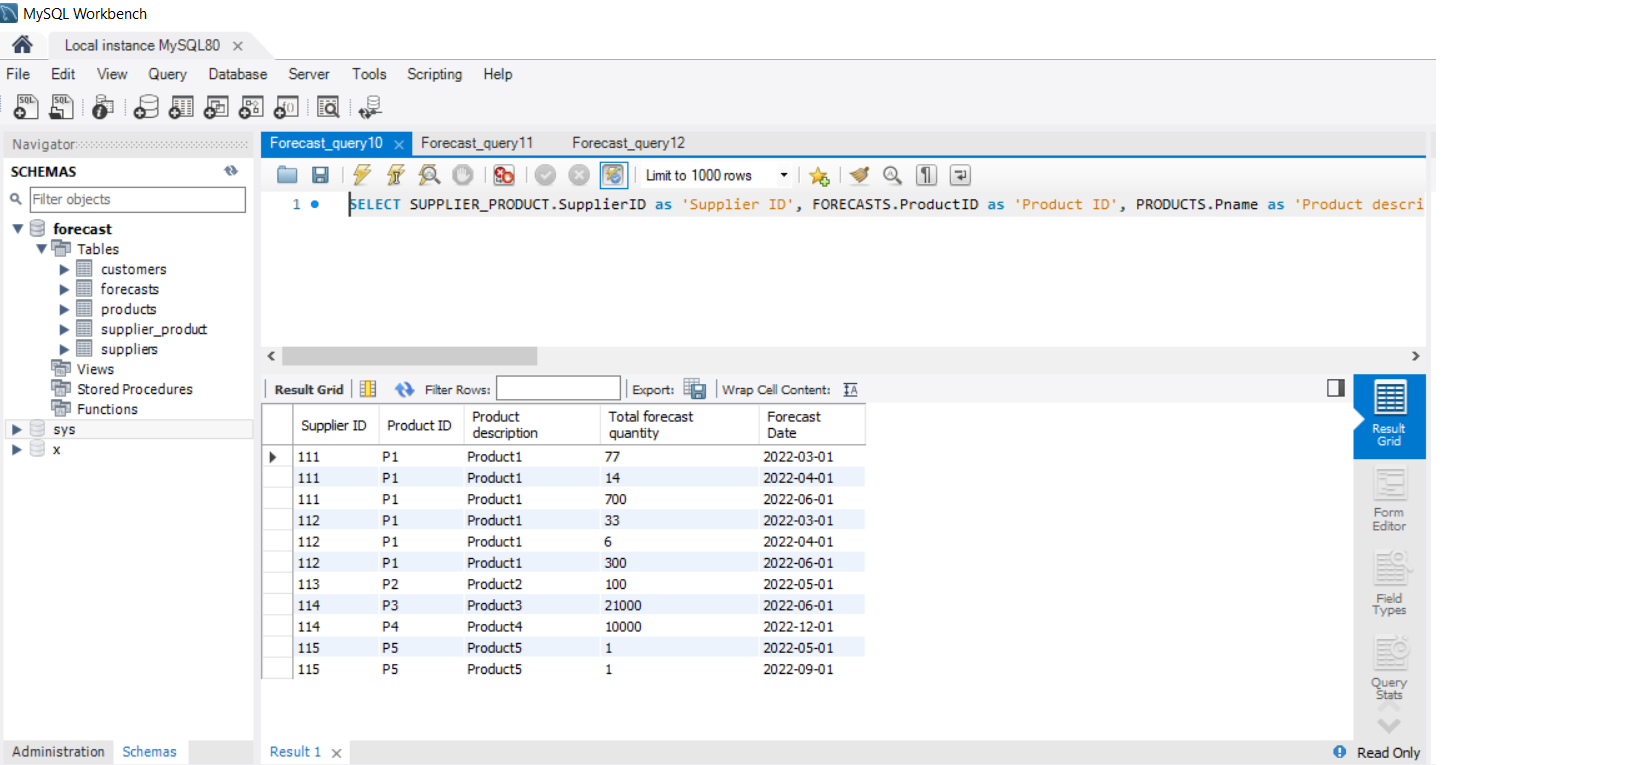 MySQL Workbench
Local instance MySQL80
File Edit View Query Database Server Tools Scripting Help
Navigator
SCHEMAS
Filter objects
forecast
Tables
customers
forecasts
products
supplier_product
suppliers
Views
Stored Procedures
Functions
sys
x
Administration Schemas
Forecast_query10 Forecast_query11 Forecast_query12
Limit to 1000 rows
1 SELECT SUPPLIER_PRODUCT.SupplierID as 'Supplier ID', FORECASTS.ProductID as 'Product ID', PRODUCTS.Pname as 'Product descri
Result Grid Filter Rows: Export: Wrap Cell Content:
Supplier ID Product ID Product description Total forecast quantity Forecast Date
111 P1 Product1 77 2022-03-01
111 P1 Product1 14 2022-04-01
111 P1 Product1 700 2022-06-01
112 P1 Product1 33 2022-03-01
112 P1 Product1 6 2022-04-01
112 P1 Product1 300 2022-06-01
113 P2 Product2 100 2022-05-01
114 P3 Product3 21000 2022-06-01
114 P4 Product4 10000 2022-12-01
115 P5 Product5 1 2022-05-01
115 P5 Product5 1 2022-09-01
Result
Grid
Form
Editor
Field
Types
Query
Stats
Result 1
Read Only